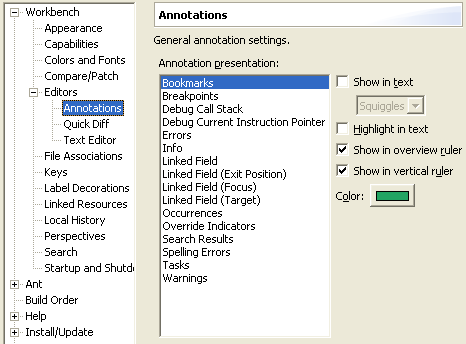 Workbench
Appearance
Capabilities
Colors and Fonts
Compare/Patch
Editors
Annotations
Quick Diff
Text Editor
File Associations
Keys
Label Decorations
Linked Resources
Local History
Perspectives
Search
Startup and Shutdo
Ant
Build Order
Help
Install/Update
Annotations
General annotation settings.
Annotation presentation:
Bookmarks
Breakpoints
Debug Call Stack
Debug Current Instruction Pointer
Errors
Info
Linked Field
Linked Field (Exit Position)
Linked Field (Focus)
Linked Field (Target)
Occurrences
Override Indicators
Search Results
Spelling Errors
Tasks
Warnings
Show in text
Squiggles
Highlight in text
Show in overview ruler
Show in vertical ruler
Color: